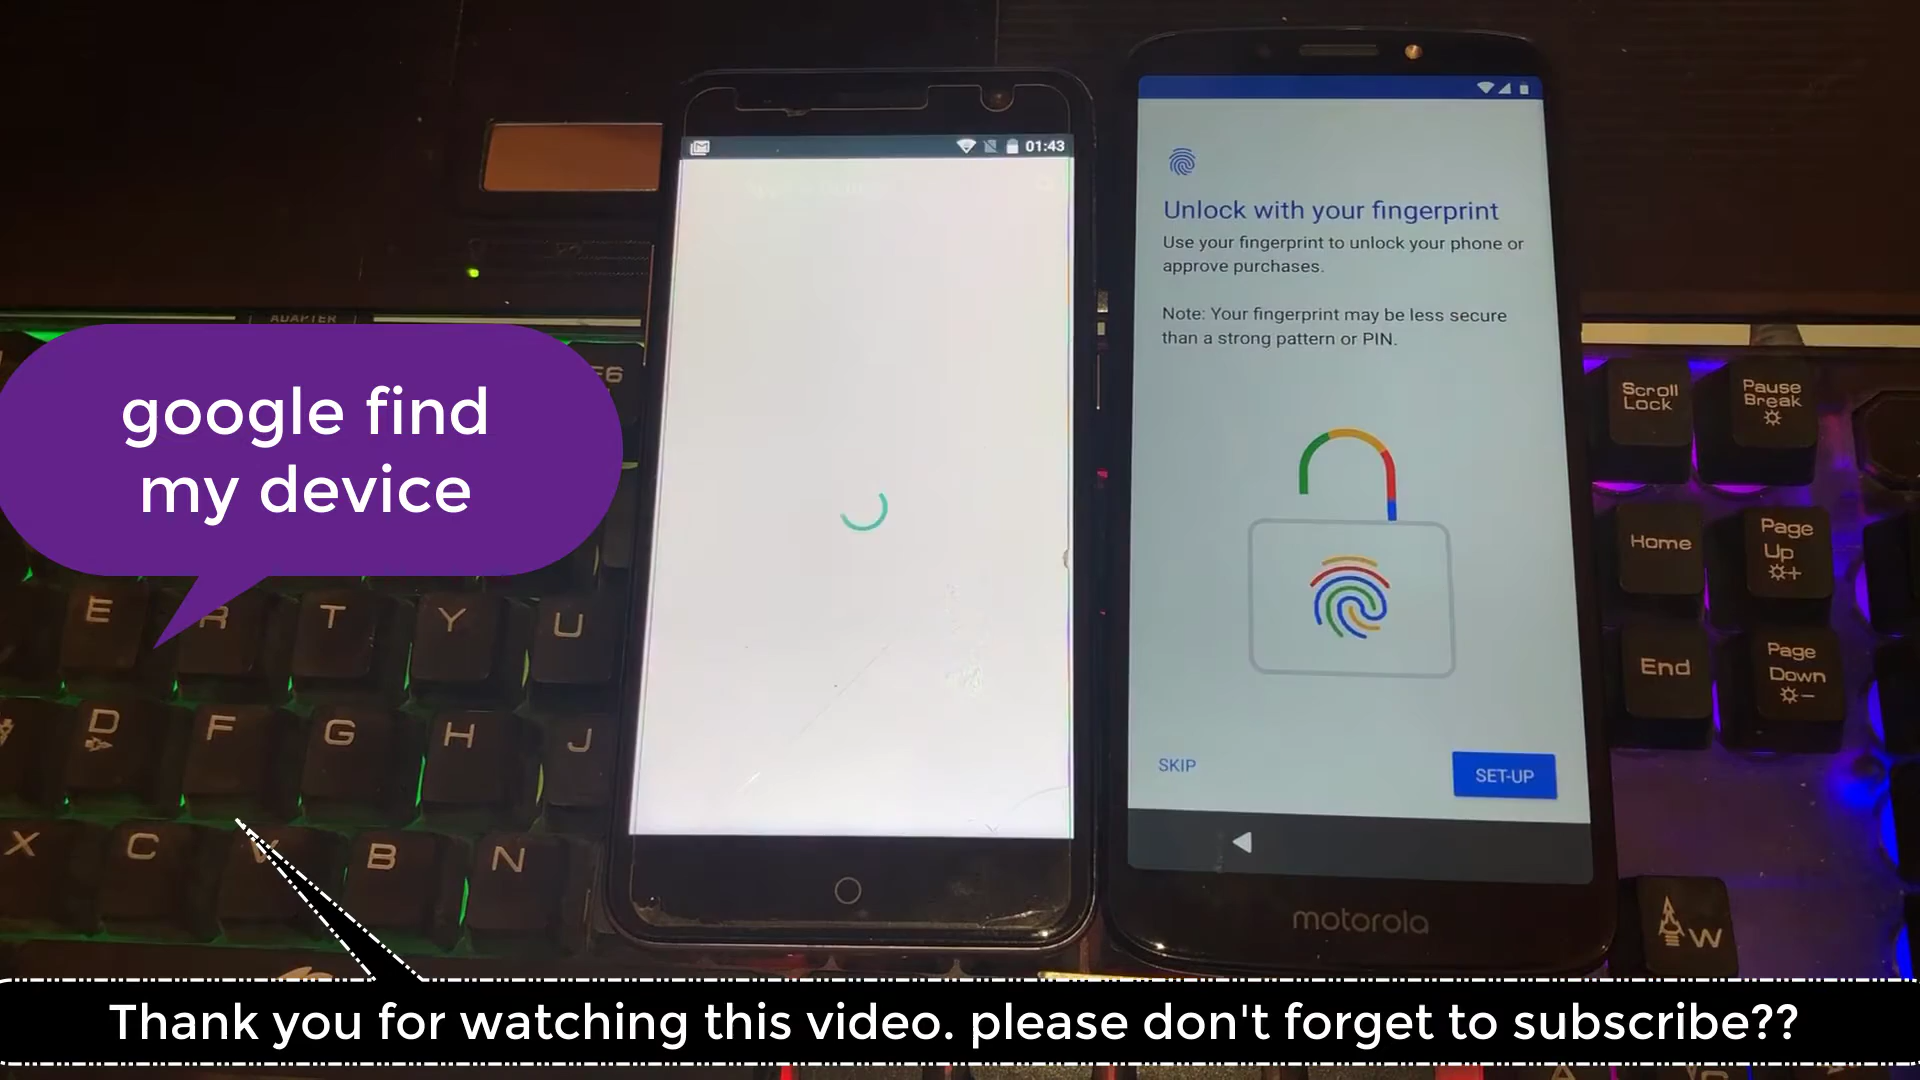 01:43
Unlock with your fingerprint
Use your fingerprint to unlock your phone or
approve purchases.
Note: Your fingerprint may be less secure
than a strong pattern or PIN.
SKIP
SET-UP
motorola
ADAPTER
google find
my device
F6
E
R
T
Y
U
D
F
G
H
J
X
C
V
B
N
Scroll
Lock
Pause
Break
Home
Page
Up
End
Page
Down
W
Thank you for watching this video. please don't forget to subscribe??